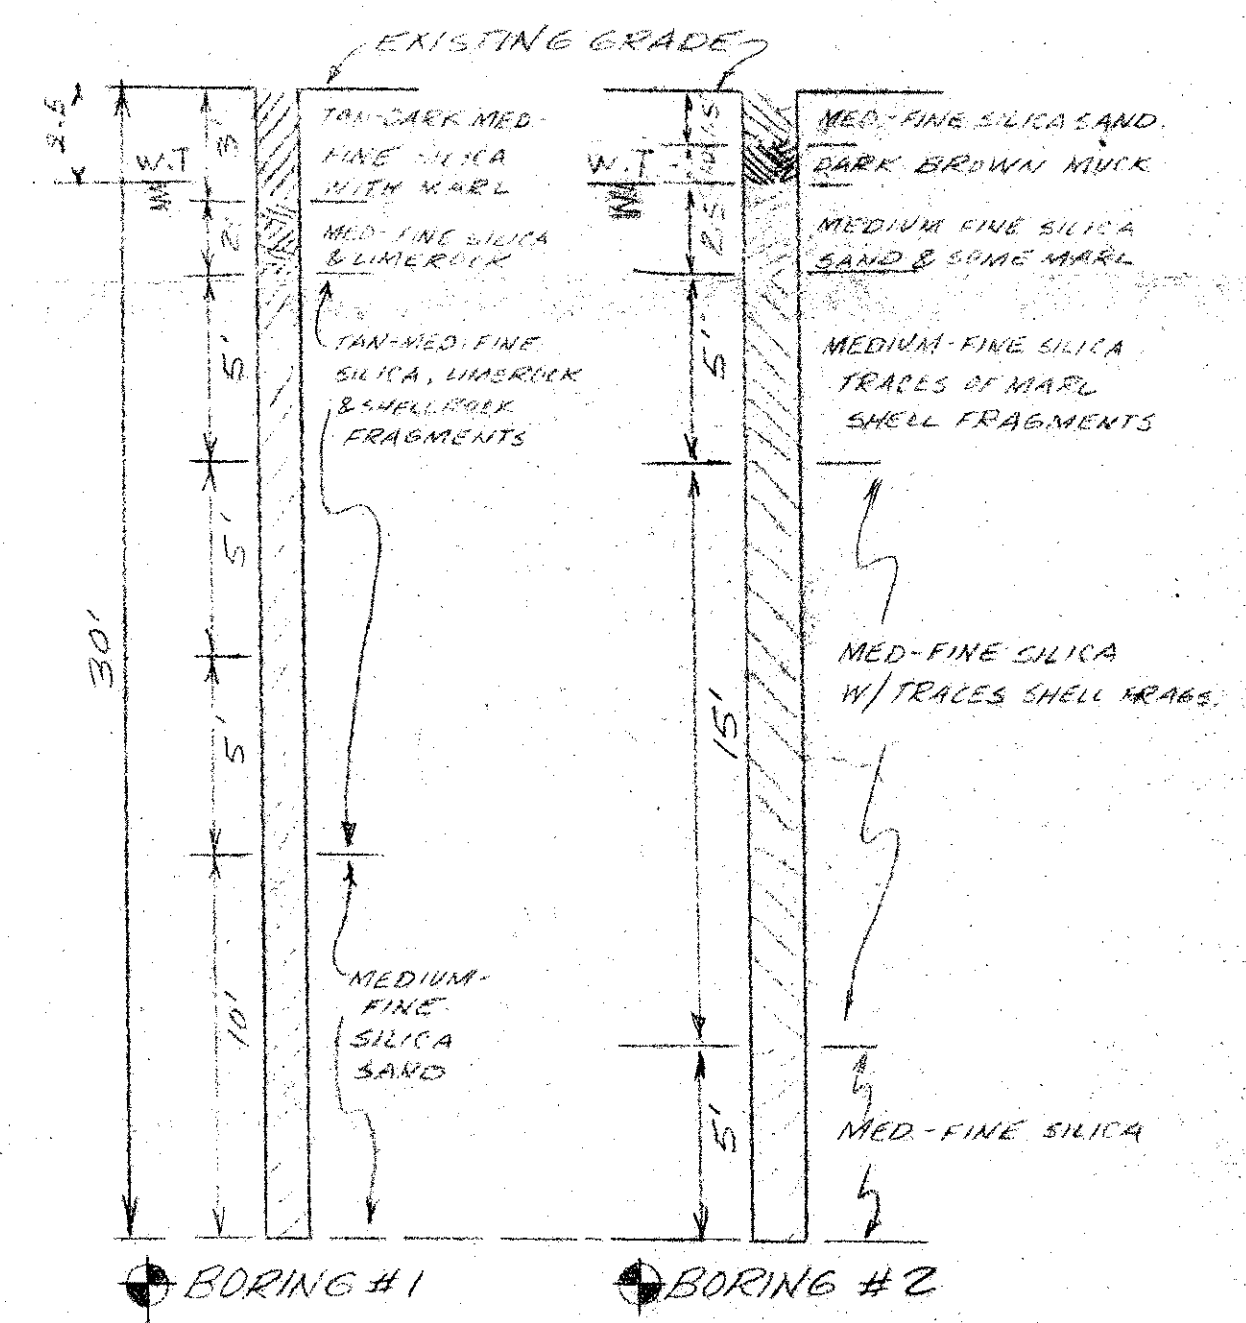 EXISTING GRADE
2.5
30'
W.T
3'
2'
5'
5'
5'
10'
TAN-DARK MED-
FINE SILICA
WITH MARL
MED-FINE SILICA
& LIMEROCK
TAN-MED. FINE
SILICA, LIMEROCK
& SHELLROCK
FRAGMENTS
MEDIUM-
FINE
SILICA
SAND
BORING #1
W.T.
1.5'
2.5'
5'
15'
5'
MED.-FINE SILICA SAND
DARK BROWN MUCK
MEDIUM FINE SILICA
SAND & SOME MARL
MEDIUM-FINE SILICA
TRACES OF MARL
SHELL FRAGMENTS
MED-FINE SILICA
W/TRACES SHELL FRAGS.
MED.-FINE SILICA
BORING #2